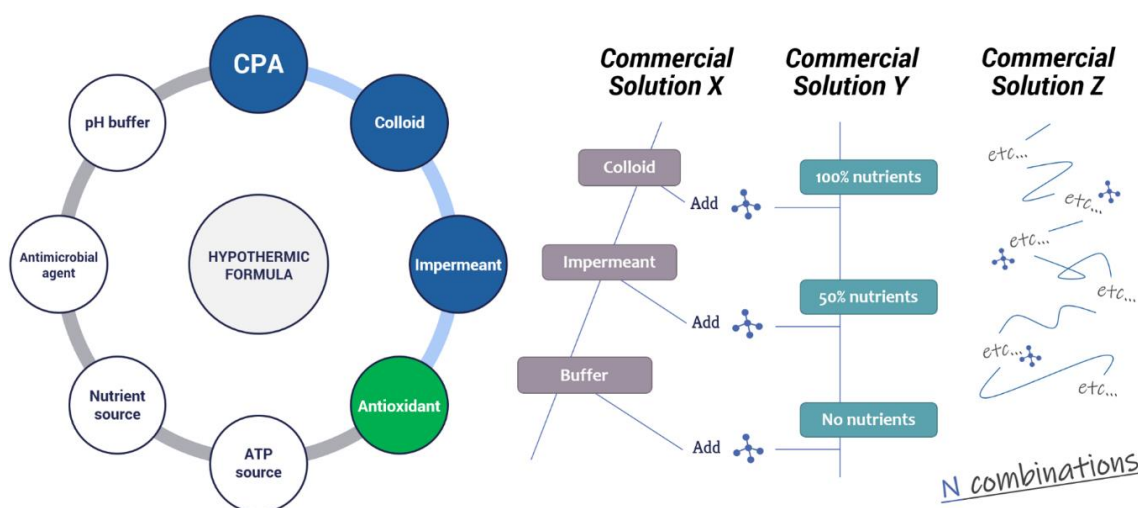 CPA
Colloid
Impermeant
Antioxidant
ATP
source
Nutrient
source
Antimicrobial
agent
pH buffer
HYPOTHERMIC
FORMULA
Commercial
Solution X
Colloid
Add
Impermeant
Add
Buffer
Add
Commercial
Solution Y
100% nutrients
50% nutrients
No nutrients
Commercial
Solution Z
etc...
etc...
etc...
etc...
etc...
etc...
N combinations